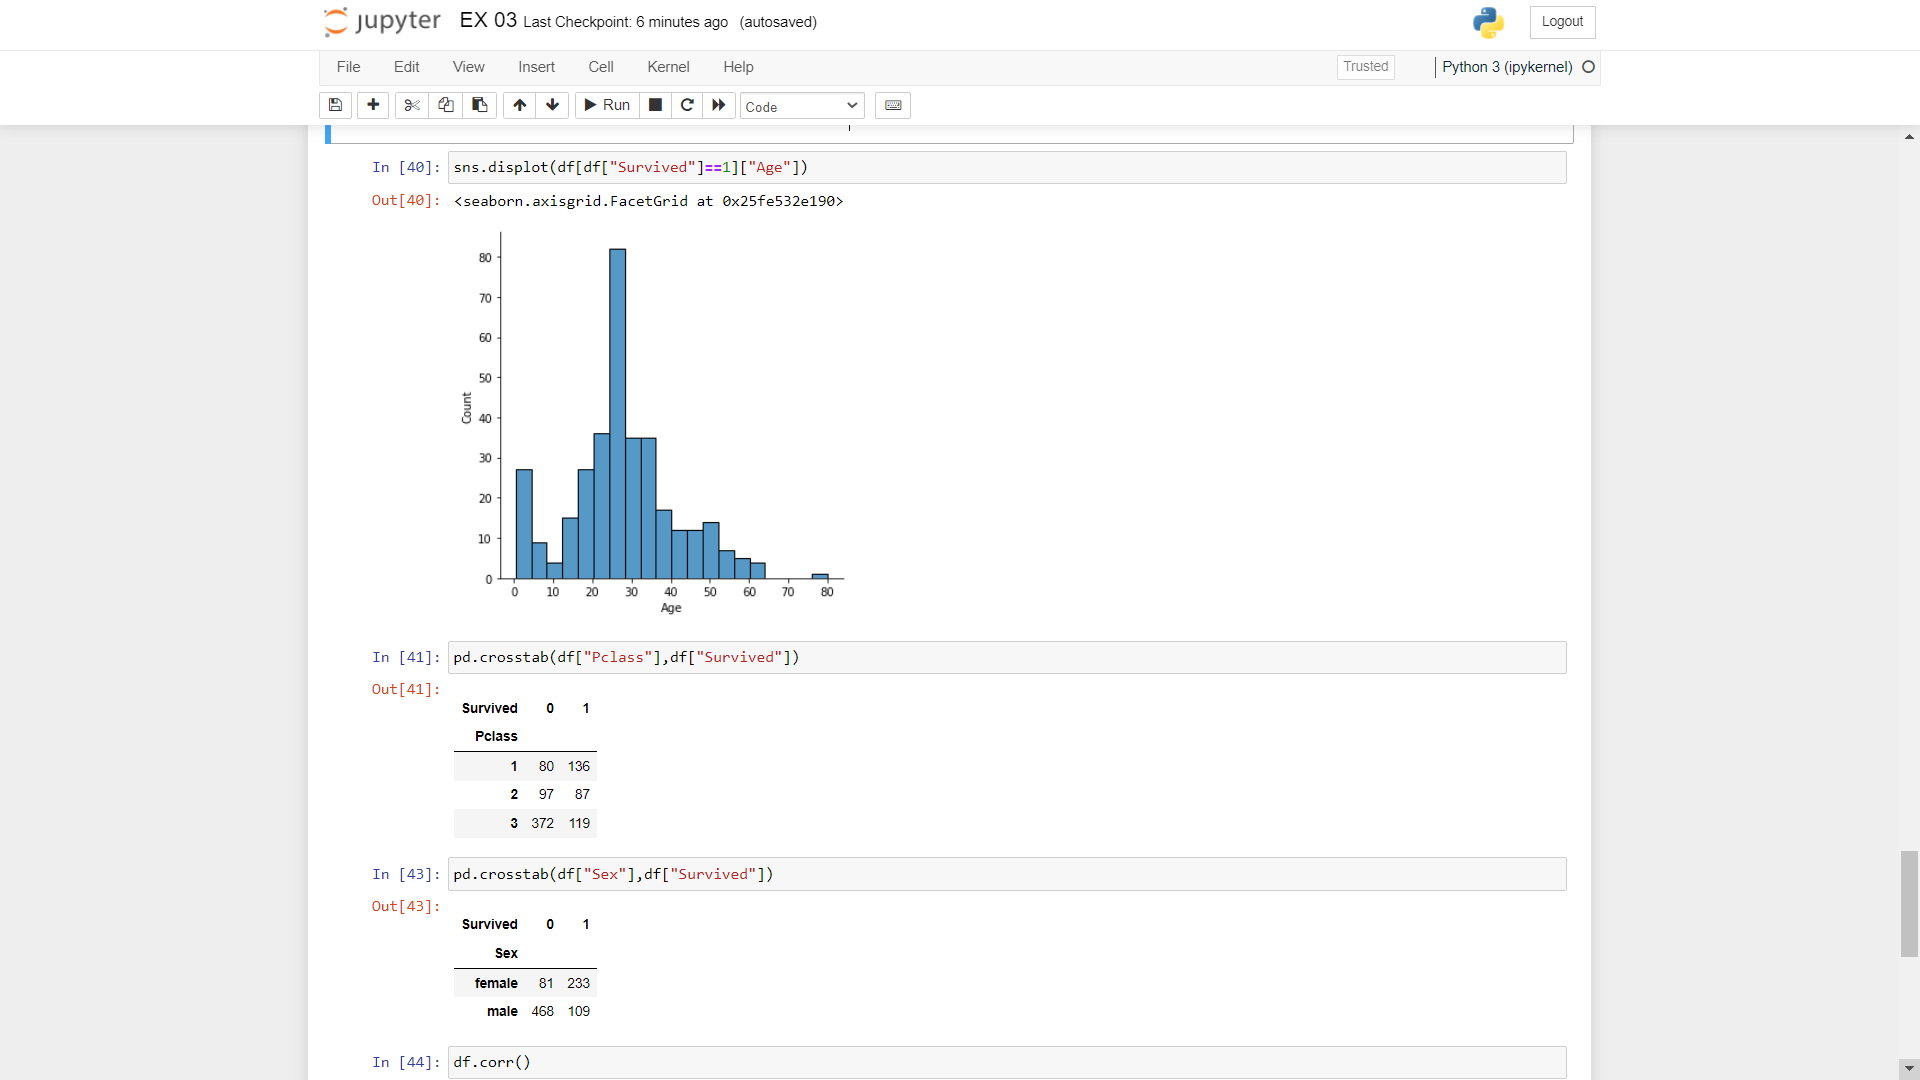 jupyter EX 03 Last Checkpoint: 6 minutes ago (autosaved)
Logout
File Edit View Insert Cell Kernel Help
Trusted
Python 3 (ipykernel)
Run
Code
In [40]: sns.displot(df[df["Survived"]==1]["Age"])
Out[40]: <seaborn.axisgrid.FacetGrid at 0x25fe532e190>
80
70
60
50
40
30
20
10
0
Count
0 10 20 30 40 50 60 70 80
Age
In [41]: pd.crosstab(df["Pclass"],df["Survived"])
Out[41]:
Survived 0 1
Pclass
1 80 136
2 97 87
3 372 119
In [43]: pd.crosstab(df["Sex"],df["Survived"])
Out[43]:
Survived 0 1
Sex
female 81 233
male 468 109
In [44]: df.corr()